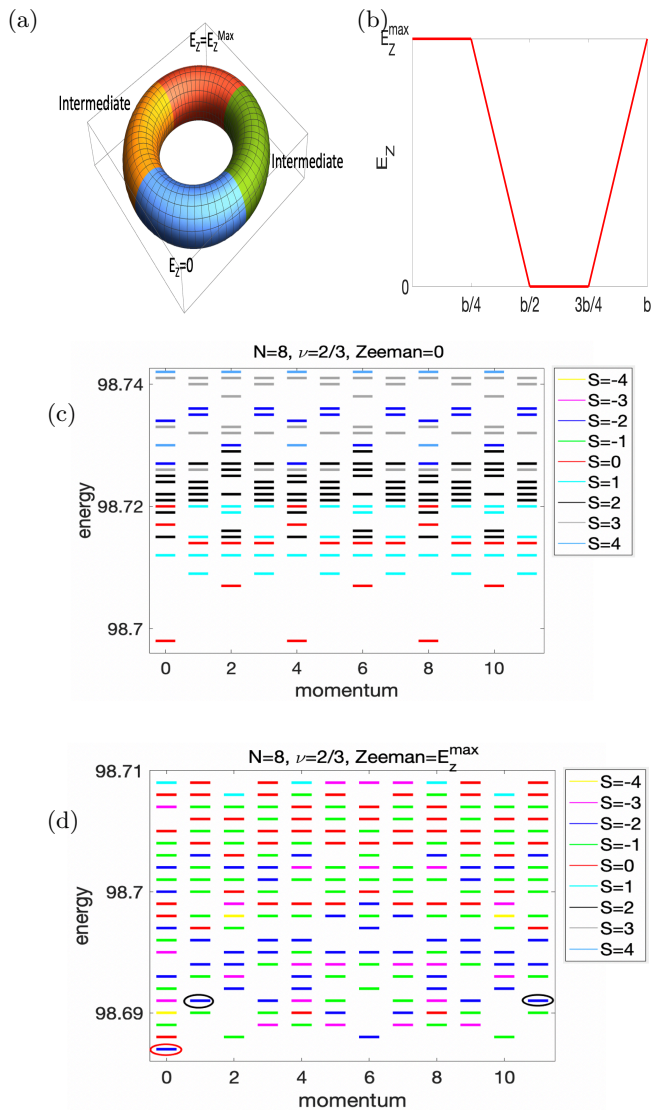 (a)
E_Z=E_Z^Max
Intermediate
Intermediate
E_Z=0
(b)
E_Z^max
E_Z
0
b/4
b/2
3b/4
b
(c)
N=8, ν=2/3, Zeeman=0
98.74
98.72
98.7
energy
0
2
4
6
8
10
momentum
S=-4
S=-3
S=-2
S=-1
S=0
S=1
S=2
S=3
S=4
(d)
N=8, ν=2/3, Zeeman=E_z^max
98.71
98.7
98.69
energy
0
2
4
6
8
10
momentum
S=-4
S=-3
S=-2
S=-1
S=0
S=1
S=2
S=3
S=4